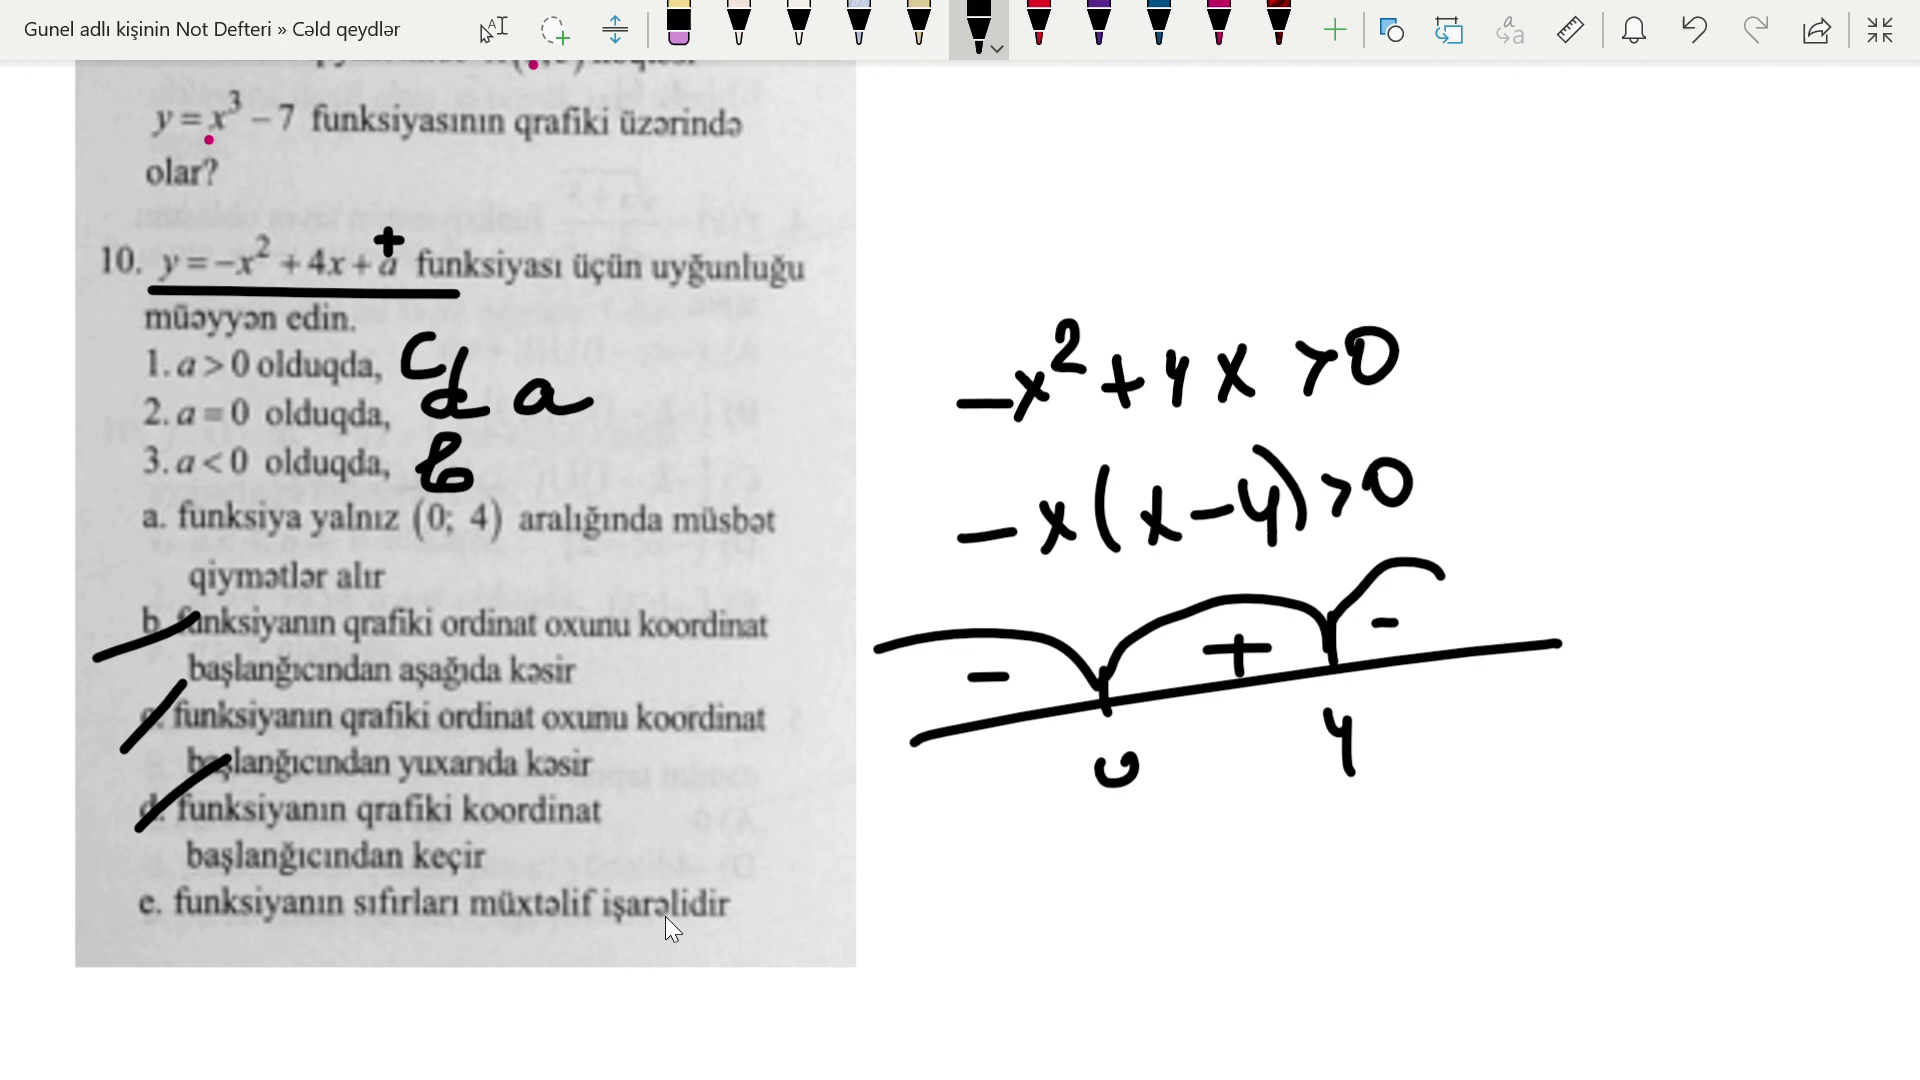 Gunel adlı kişinin Not Defteri » Cəld qeydlər
y = x³ – 7 funksiyasının qrafiki üzərində
olar?
+
10. y = –x² + 4x + a funksiyası üçün uyğunluğu
müəyyən edin.
1. a > 0 olduqda, C
2. a = 0 olduqda, d a
3. a < 0 olduqda, b
a. funksiya yalnız (0; 4) aralığında müsbət
qiymətlər alır
b. funksiyanın qrafiki ordinat oxunu koordinat
başlanğıcından aşağıda kəsir
c. funksiyanın qrafiki ordinat oxunu koordinat
başlanğıcından yuxarıda kəsir
d. funksiyanın qrafiki koordinat
başlanğıcından keçir
e. funksiyanın sıfırları müxtəlif işarəlidir
–x² + 4x > 0
–x(x–4) > 0
– + –
0 4